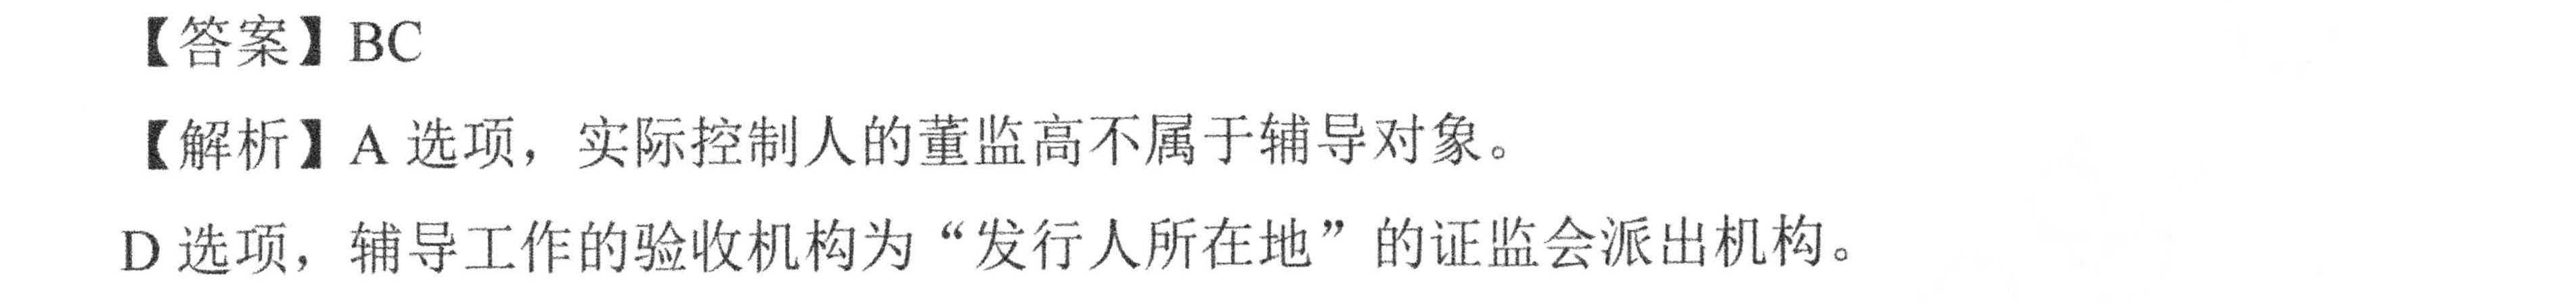 【答案】BC
【解析】A 选项，实际控制人的董监高不属于辅导对象。
D 选项，辅导工作的验收机构为“发行人所在地”的证监会派出机构。